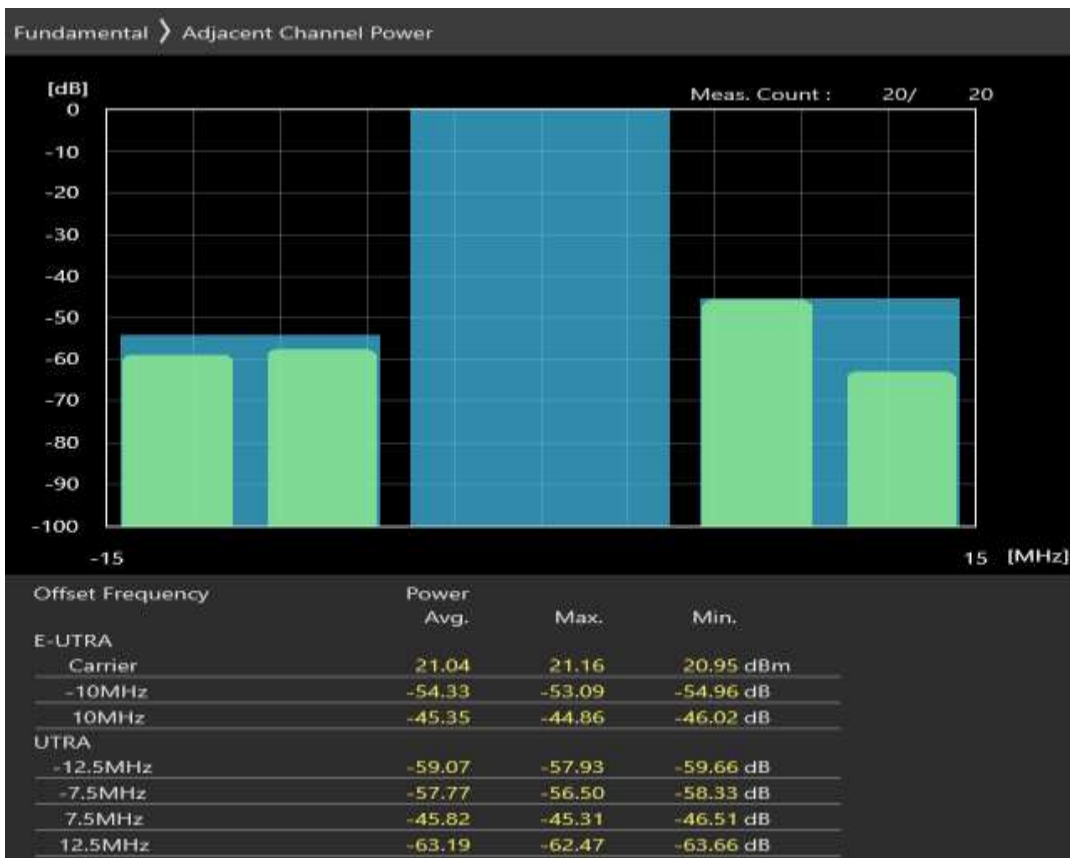 Fundamental ❯ Adjacent Channel Power
[dB]
Meas. Count : 20/ 20
0
-10
-20
-30
-40
-50
-60
-70
-80
-90
-100
-15 15 [MHz]
Offset Frequency Power
Avg. Max. Min.
E-UTRA
Carrier 21.04 21.16 20.95 dBm
-10MHz -54.33 -53.09 -54.96 dB
10MHz -45.35 -44.86 -46.02 dB
UTRA
-12.5MHz -59.07 -57.93 -59.66 dB
-7.5MHz -57.77 -56.50 -58.33 dB
7.5MHz -45.82 -45.31 -46.51 dB
12.5MHz -63.19 -62.47 -63.66 dB